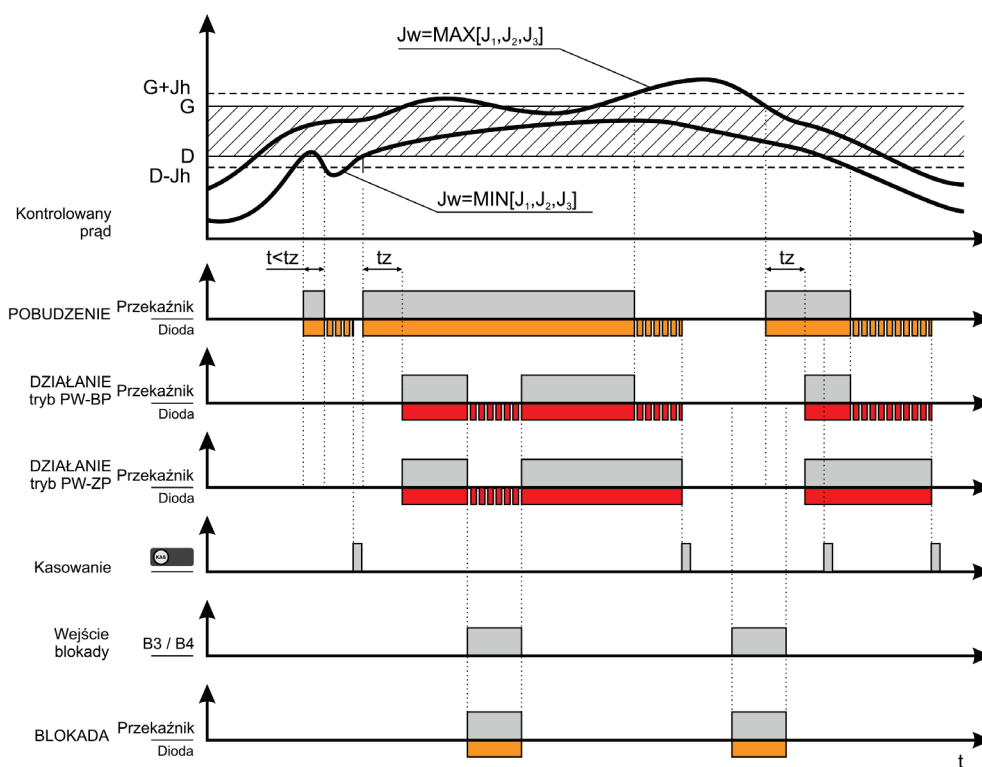 Jw=MAX[J₁,J₂,J₃]
G+Jh
G
D
D-Jh
Jw=MIN[J₁,J₂,J₃]
Kontrolowany
prąd
t<tz
tz
tz
POBUDZENIE
Przekaźnik
Dioda
DZIAŁANIE
tryb PW-BP
Przekaźnik
Dioda
DZIAŁANIE
tryb PW-ZP
Przekaźnik
Dioda
Kasowanie
KAS
Wejście
blokady
B3 / B4
BLOKADA
Przekaźnik
Dioda
t